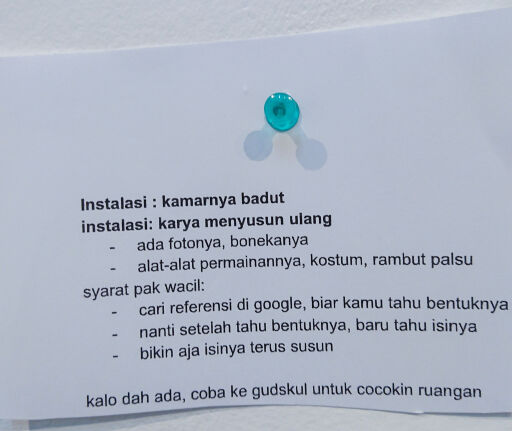 Instalasi : kamarnya badut
instalasi: karya menyusun ulang
- ada fotonya, bonekanya
- alat-alat permainannya, kostum, rambut palsu
syarat pak wacil:
- cari referensi di google, biar kamu tahu bentuknya
- nanti setelah tahu bentuknya, baru tahu isinya
- bikin aja isinya terus susun
kalo dah ada, coba ke gudskul untuk cocokin ruangan